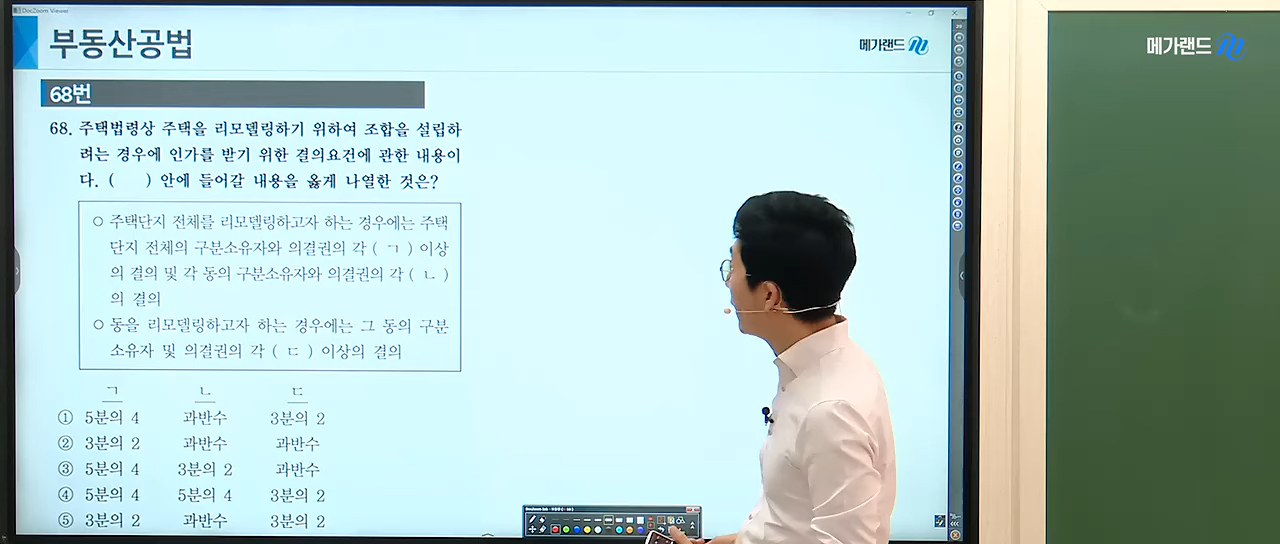 DocZoom Viewer
부동산공법
메가랜드
메가랜드
68번
68. 주택법령상 주택을 리모델링하기 위하여 조합을 설립하
려는 경우에 인가를 받기 위한 결의요건에 관한 내용이
다. (    ) 안에 들어갈 내용을 옳게 나열한 것은?
○ 주택단지 전체를 리모델링하고자 하는 경우에는 주택
단지 전체의 구분소유자와 의결권의 각 ( ㄱ ) 이상
의 결의 및 각 동의 구분소유자와 의결권의 각 ( ㄴ )
의 결의
○ 동을 리모델링하고자 하는 경우에는 그 동의 구분
소유자 및 의결권의 각 ( ㄷ ) 이상의 결의
ㄱ ㄴ ㄷ
① 5분의 4 과반수 3분의 2
② 3분의 2 과반수 과반수
③ 5분의 4 3분의 2 과반수
④ 5분의 4 5분의 4 3분의 2
⑤ 3분의 2 과반수 3분의 2